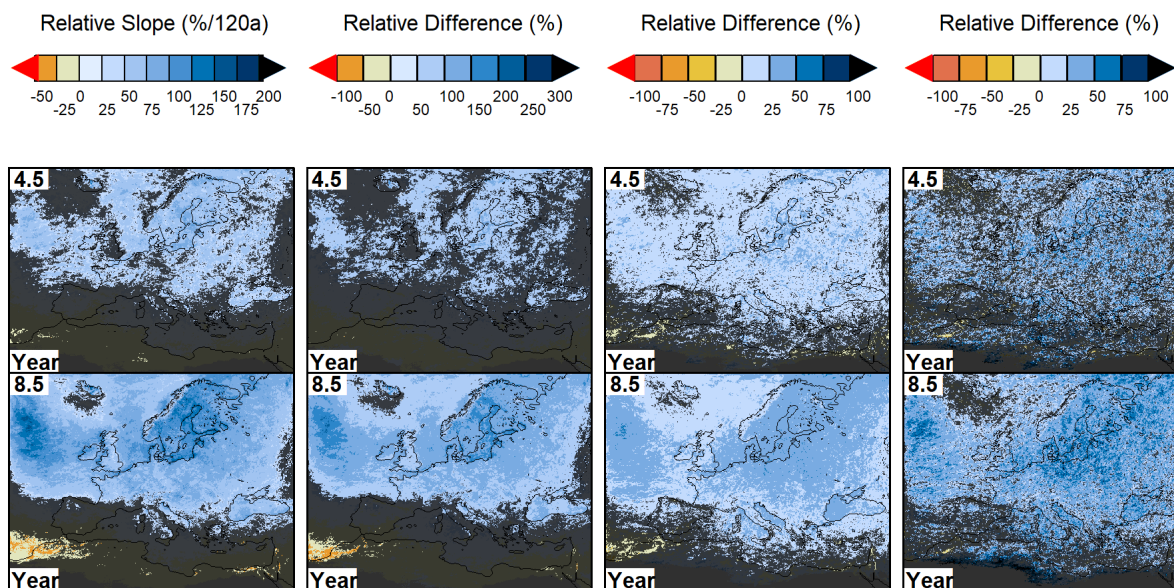 Relative Slope (%/120a) Relative Difference (%) Relative Difference (%) Relative Difference (%)
-50 0 50 100 150 200 -100 0 100 200 300 -100 -50 0 50 100 -100 -50 0 50 100
-25 25 75 125 175 -50 50 150 250 -75 -25 25 75 -75 -25 25 75
4.5 4.5 4.5 4.5
Year Year Year Year
8.5 8.5 8.5 8.5
Year Year Year Year